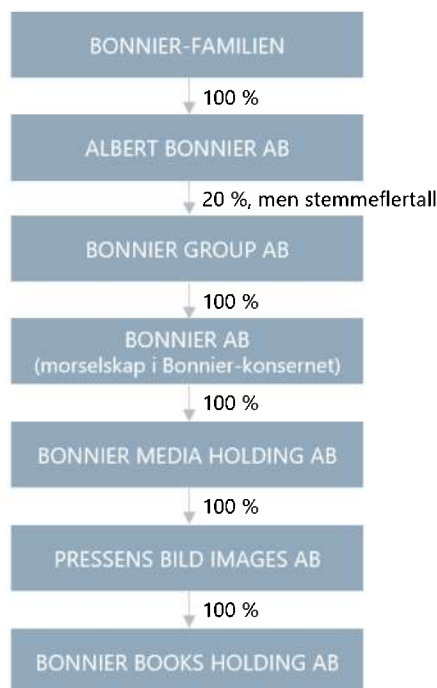 BONNIER-FAMILIEN
100 %
ALBERT BONNIER AB
20 %, men stemmeflertall
BONNIER GROUP AB
100 %
BONNIER AB
(morselskap i Bonnier-konsernet)
100 %
BONNIER MEDIA HOLDING AB
100 %
PRESSENS BILD IMAGES AB
100 %
BONNIER BOOKS HOLDING AB